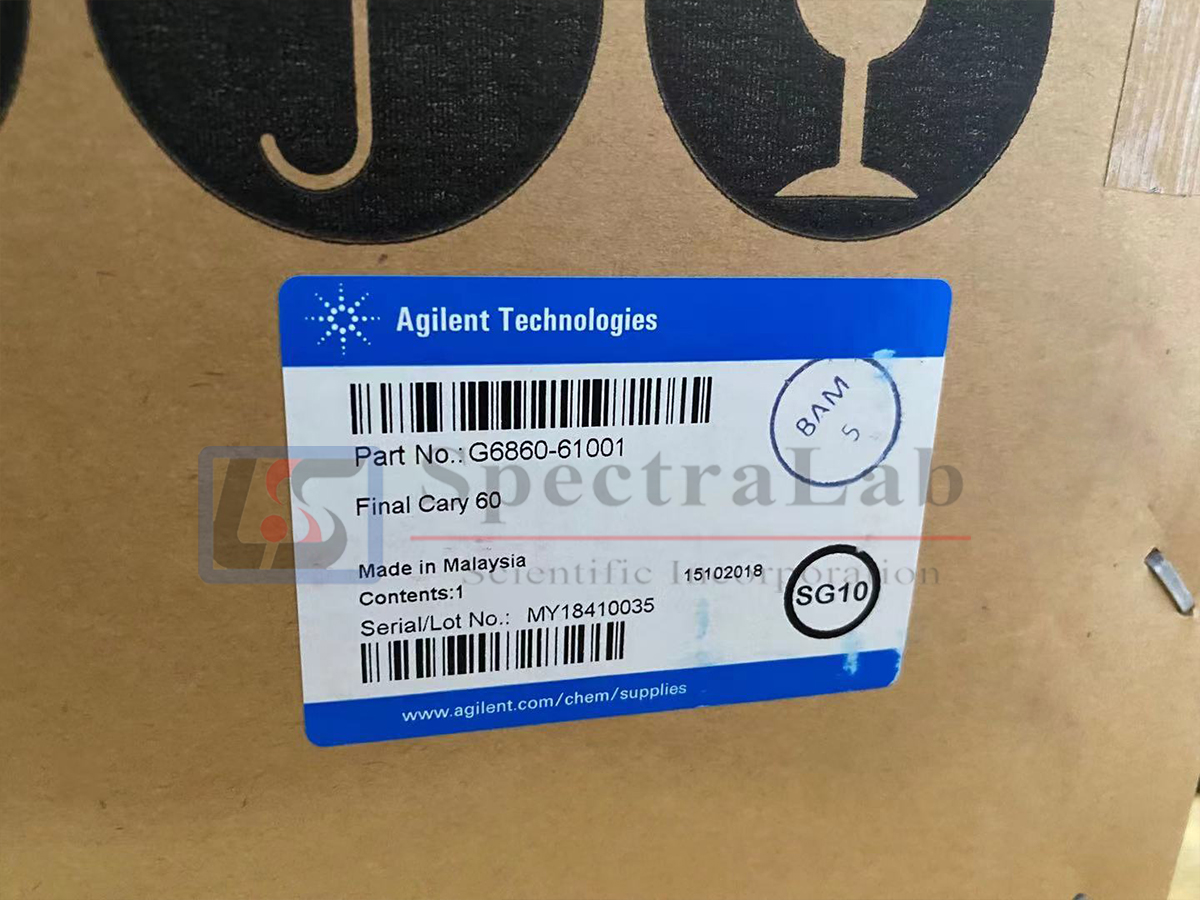 Agilent Technologies
BAM
5
Part No.: G6860-61001
SpectraLab
Final Cary 60
Made in Malaysia
Scientific Incorporation
15102018
Contents:1
SG10
Serial/Lot No.: MY18410035
www.agilent.com/chem/supplies